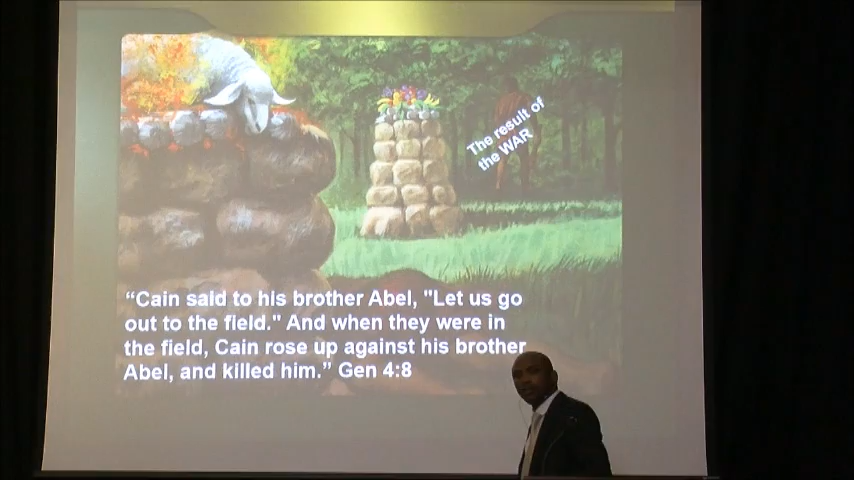 The result of
the WAR
“Cain said to his brother Abel, "Let us go
out to the field." And when they were in
the field, Cain rose up against his brother
Abel, and killed him.” Gen 4:8